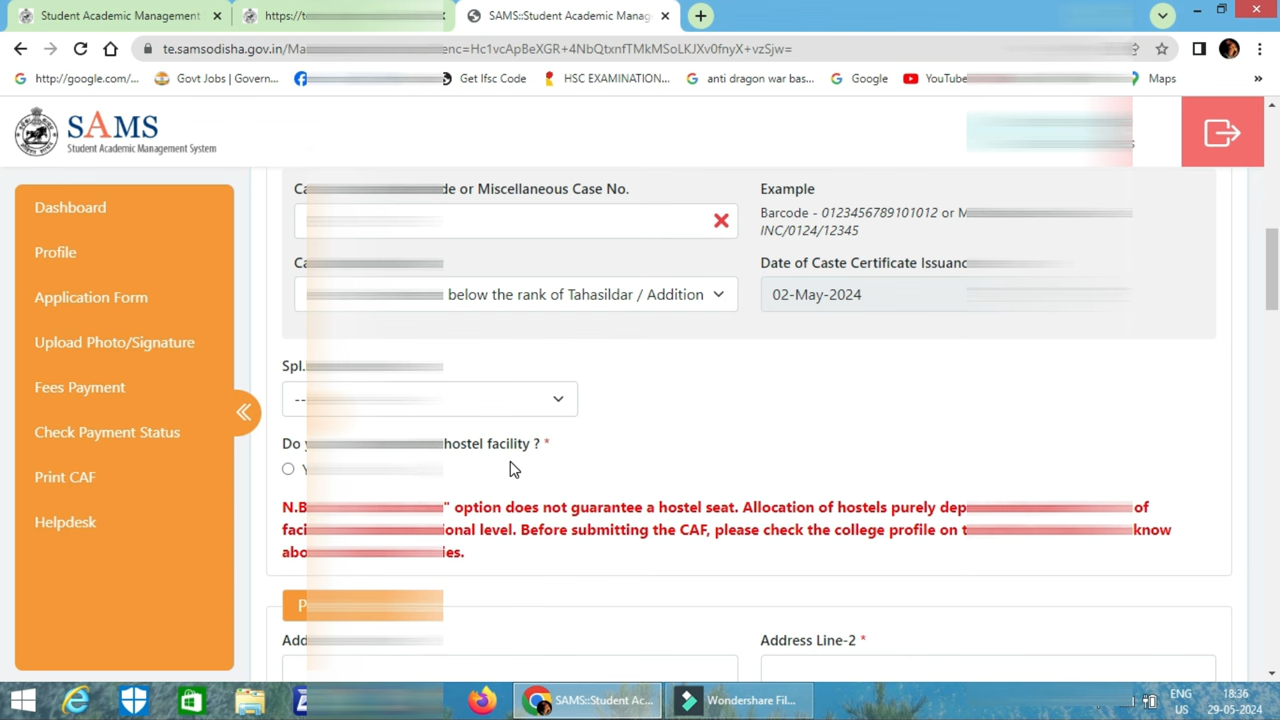 Student Academic Management
https://t
SAMS::Student Academic Manag
te.samsodisha.gov.in/Ma enc=Hc1vcApBeXGR+4NbQtxnfTMkMSoLKJXv0fnyX+vzSjw=
http://google.com/... Govt Jobs | Govern... Get Ifsc Code HSC EXAMINATION... anti dragon war bas... Google YouTube Maps »
SAMS
Student Academic Management System
Dashboard
Profile
Application Form
Upload Photo/Signature
Fees Payment
Check Payment Status
Print CAF
Helpdesk
Ca de or Miscellaneous Case No.
Example
Barcode - 0123456789101012 or M
INC/0124/12345
Ca
Date of Caste Certificate Issuanc
below the rank of Tahasildar / Addition
02-May-2024
Spl.
--
Do y hostel facility ? *
Y
N.B " option does not guarantee a hostel seat. Allocation of hostels purely dep of
faci ional level. Before submitting the CAF, please check the college profile on t know
abo ies.
P
Add
Address Line-2 *
SAMS::Student Ac...
Wondershare Fil...
ENG
US
18:36
29-05-2024